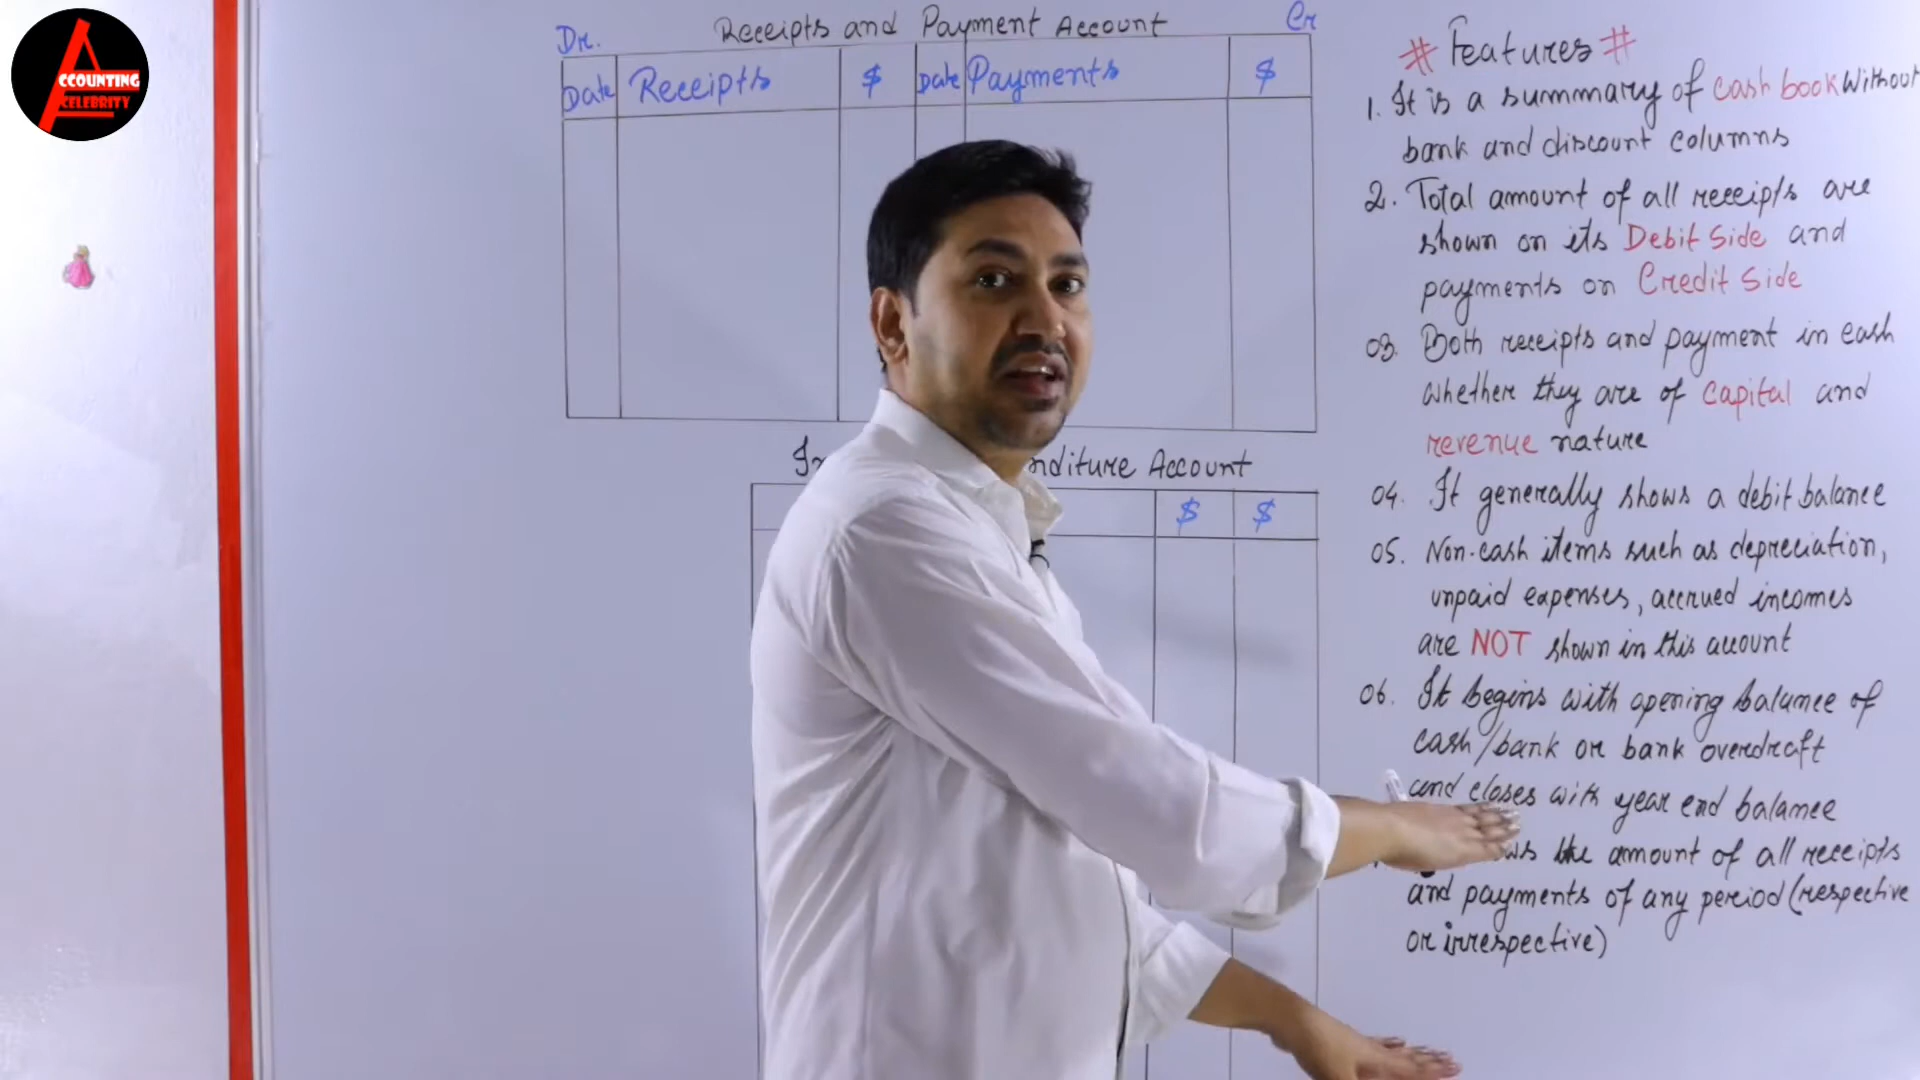 ACCOUNTING
CELEBRITY
Receipts and Payment Account
Dr.
Cr
Date Receipts $ Date Payments $
Expenditure Account
$ $
# Features #
1. It is a summary of cash book without
bank and discount columns
2. Total amount of all receipts are
shown on its Debit Side and
payments on Credit Side
03. Both receipts and payment in cash
whether they are of capital and
revenue nature
04. It generally shows a debit balance
05. Non-cash items such as depreciation,
unpaid expenses, accrued incomes
are NOT shown in this account
06. It begins with opening balance of
cash/bank or bank overdraft
and closes with year end balance
the amount of all receipts
and payments of any period (respective
or irrespective)